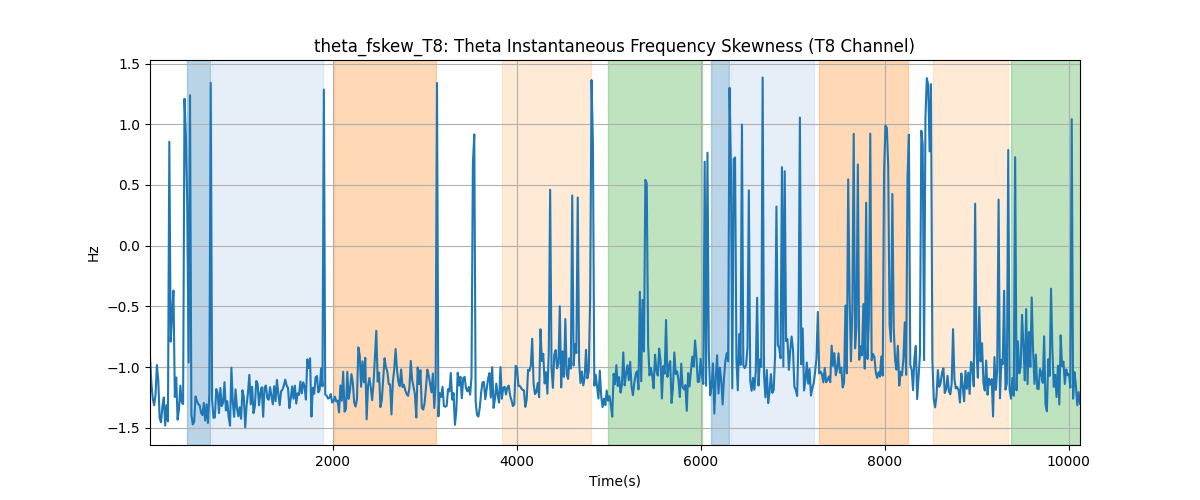 theta_fskew_T8: Theta Instantaneous Frequency Skewness (T8 Channel)
1.5
1.0
0.5
0.0
−0.5
−1.0
−1.5
Hz
2000 4000 6000 8000 10000
Time(s)